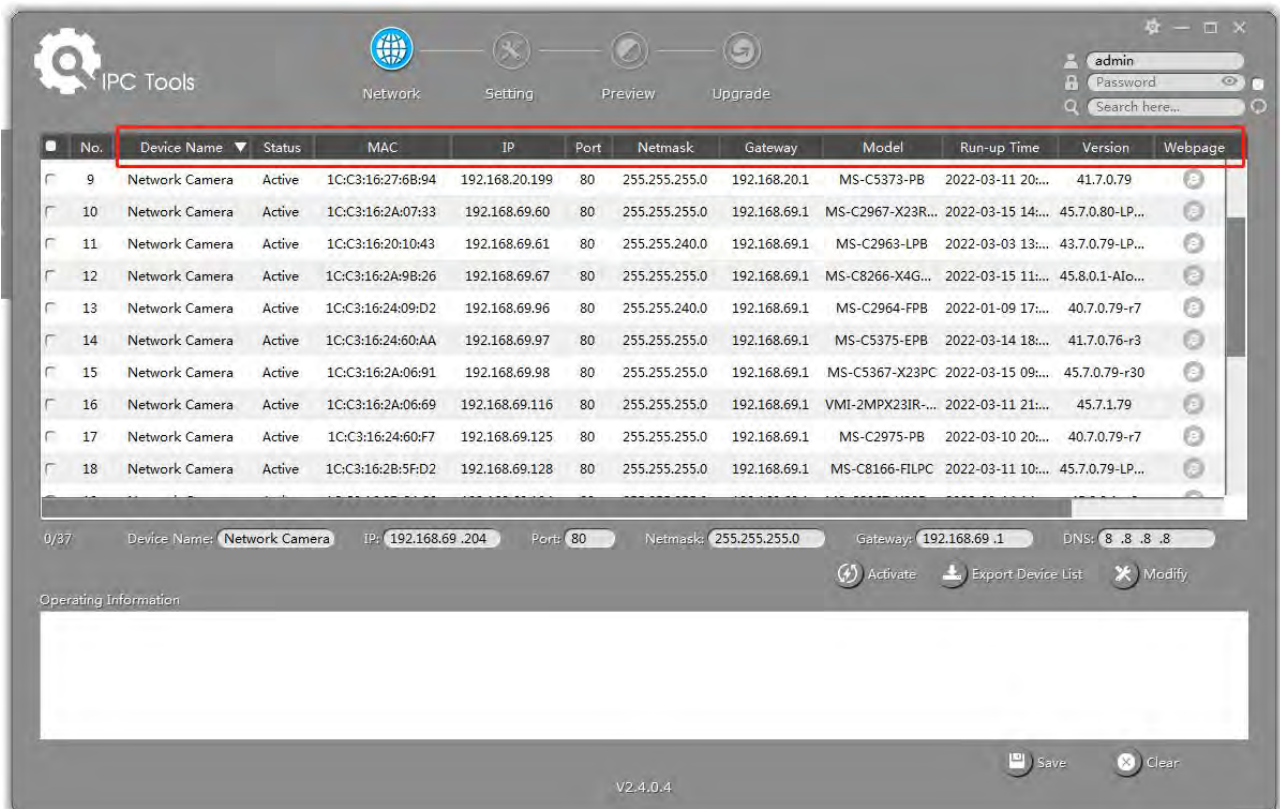 IPC Tools
Network Setting Preview Upgrade
admin
Password
Search here...
No. Device Name Status MAC IP Port Netmask Gateway Model Run-up Time Version Webpage
9 Network Camera Active 1C:C3:16:27:6B:94 192.168.20.199 80 255.255.255.0 192.168.20.1 MS-C5373-PB 2022-03-11 20:... 41.7.0.79
10 Network Camera Active 1C:C3:16:2A:07:33 192.168.69.60 80 255.255.255.0 192.168.69.1 MS-C2967-X23R... 2022-03-15 14:... 45.7.0.80-LP...
11 Network Camera Active 1C:C3:16:20:10:43 192.168.69.61 80 255.255.240.0 192.168.69.1 MS-C2963-LPB 2022-03-03 13:... 43.7.0.79-LP...
12 Network Camera Active 1C:C3:16:2A:9B:26 192.168.69.67 80 255.255.255.0 192.168.69.1 MS-C8266-X4G... 2022-03-15 11:... 45.8.0.1-AIo...
13 Network Camera Active 1C:C3:16:24:09:D2 192.168.69.96 80 255.255.240.0 192.168.69.1 MS-C2964-FPB 2022-01-09 17:... 40.7.0.79-r7
14 Network Camera Active 1C:C3:16:24:60:AA 192.168.69.97 80 255.255.255.0 192.168.69.1 MS-C5375-EPB 2022-03-14 18:... 41.7.0.76-r3
15 Network Camera Active 1C:C3:16:2A:06:91 192.168.69.98 80 255.255.255.0 192.168.69.1 MS-C5367-X23PC 2022-03-15 09:... 45.7.0.79-r30
16 Network Camera Active 1C:C3:16:2A:06:69 192.168.69.116 80 255.255.255.0 192.168.69.1 VMI-2MPX23IR-... 2022-03-11 21:... 45.7.1.79
17 Network Camera Active 1C:C3:16:24:60:F7 192.168.69.125 80 255.255.255.0 192.168.69.1 MS-C2975-PB 2022-03-10 20:... 40.7.0.79-r7
18 Network Camera Active 1C:C3:16:2B:5F:D2 192.168.69.128 80 255.255.255.0 192.168.69.1 MS-C8166-FILPC 2022-03-11 10:... 45.7.0.79-LP...
0/37 Device Name: Network Camera IP: 192.168.69 .204 Port: 80 Netmask: 255.255.255.0 Gateway: 192.168.69 .1 DNS: 8 .8 .8 .8
Activate Export Device List Modify
Operating Information
Save Clear
V2.4.0.4